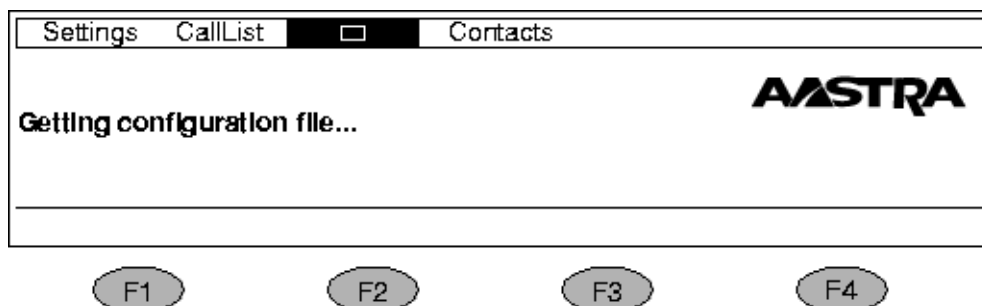 Settings CallList Contacts
AASTRA
Getting configuration file...
F1 F2 F3 F4